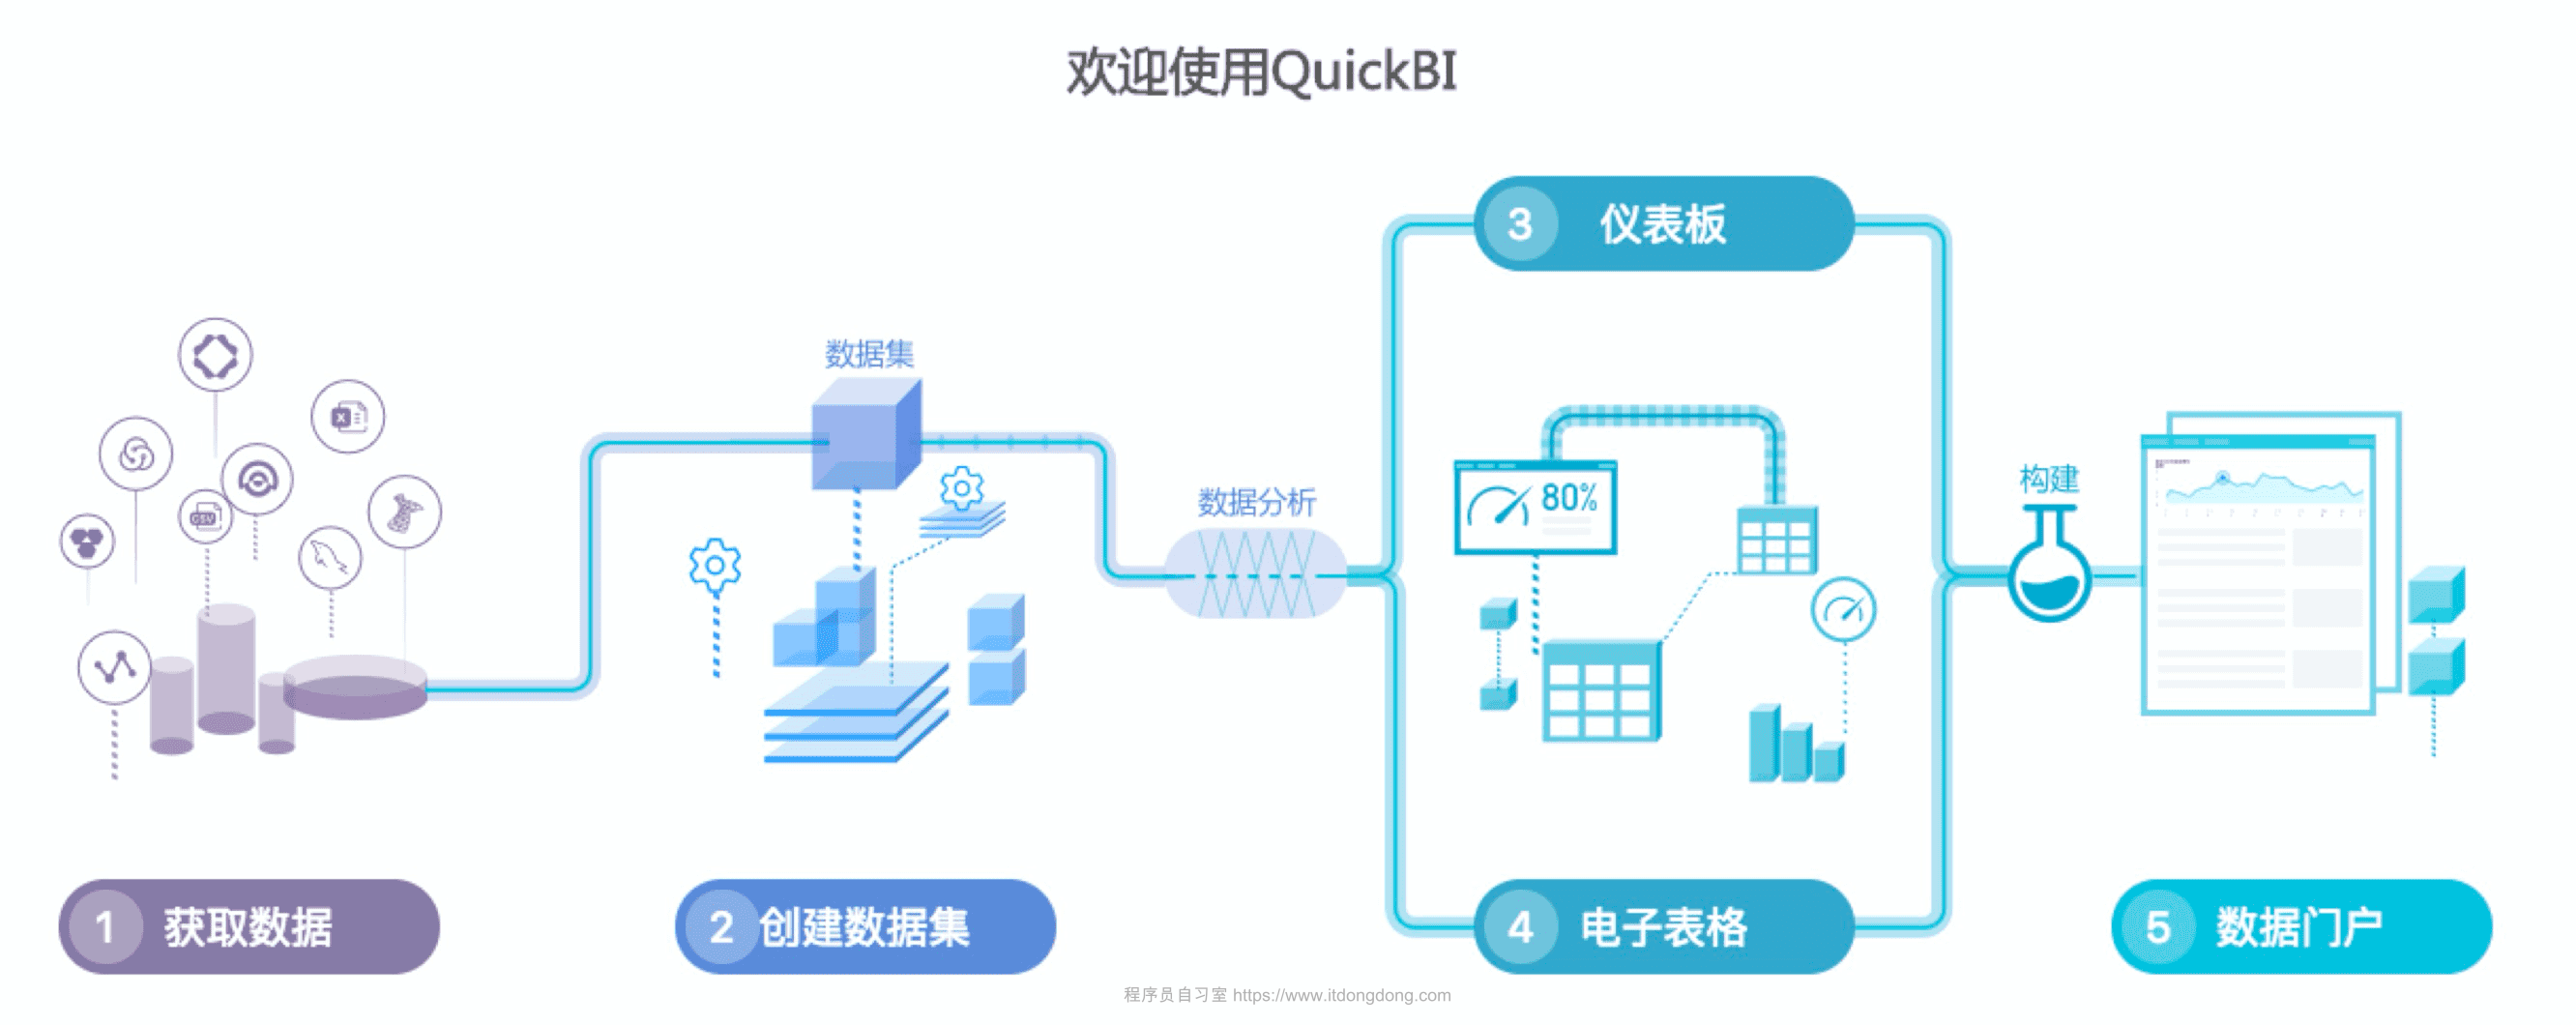 欢迎使用QuickBI
3 仪表板
数据集
数据分析
80%
构建
CSV
X
1 获取数据
2 创建数据集
4 电子表格
5 数据门户
程序员自习室 https://www.itdongdong.com